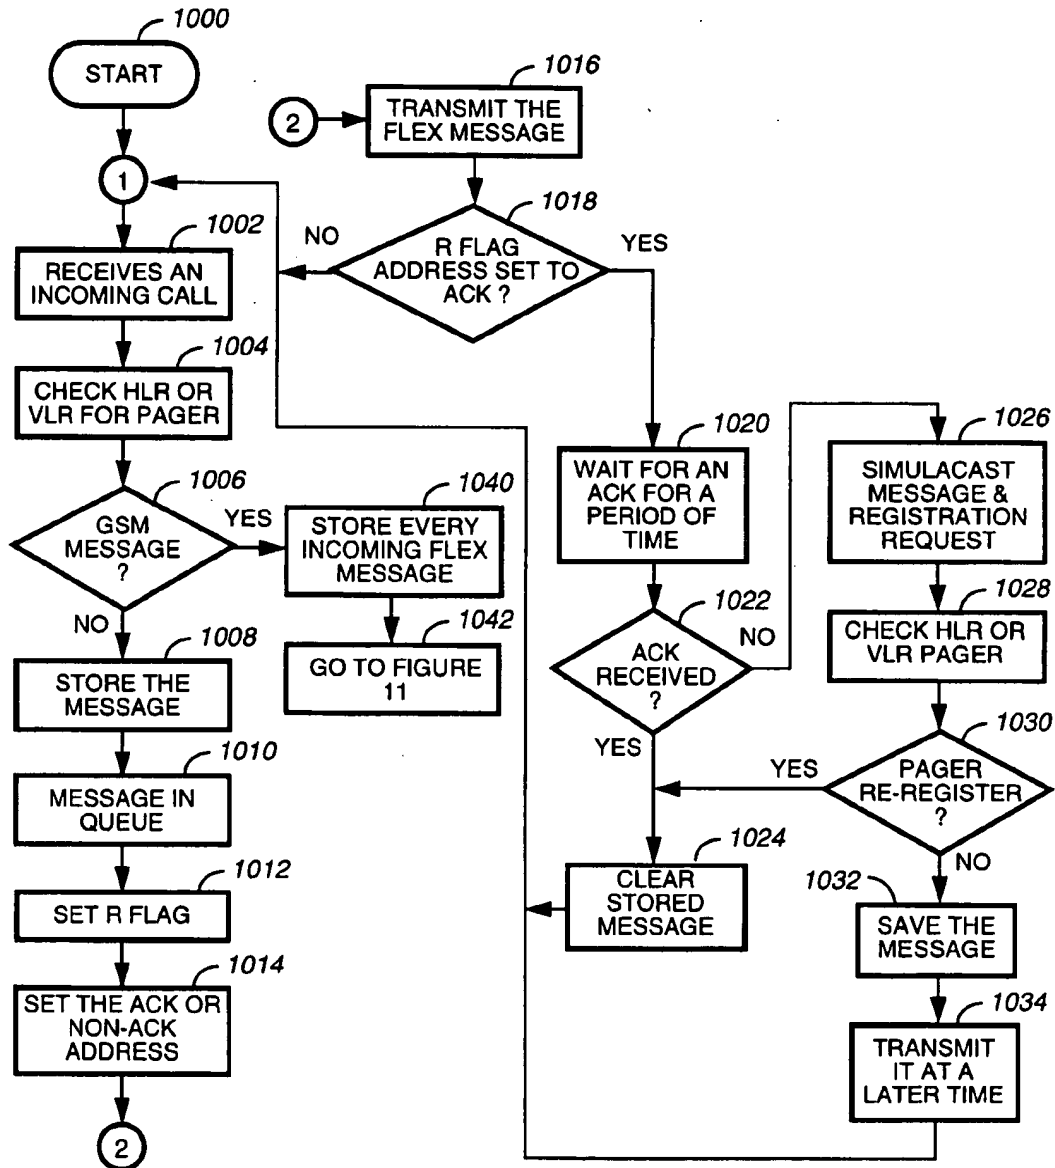 1000
START
1
1002
RECEIVES AN
INCOMING CALL
1004
CHECK HLR OR
VLR FOR PAGER
1006
GSM
MESSAGE
?
YES
NO
1040
STORE EVERY
INCOMING FLEX
MESSAGE
1042
GO TO FIGURE
11
1008
STORE THE
MESSAGE
1010
MESSAGE IN
QUEUE
1012
SET R FLAG
1014
SET THE ACK OR
NON-ACK
ADDRESS
2
2
1016
TRANSMIT THE
FLEX MESSAGE
1018
R FLAG
ADDRESS SET TO
ACK ?
NO
YES
1020
WAIT FOR AN
ACK FOR A
PERIOD OF
TIME
1022
ACK
RECEIVED
?
NO
YES
1024
CLEAR
STORED
MESSAGE
1026
SIMULACAST
MESSAGE &
REGISTRATION
REQUEST
1028
CHECK HLR OR
VLR PAGER
1030
PAGER
RE-REGISTER
?
YES
NO
1032
SAVE THE
MESSAGE
1034
TRANSMIT
IT AT A
LATER TIME